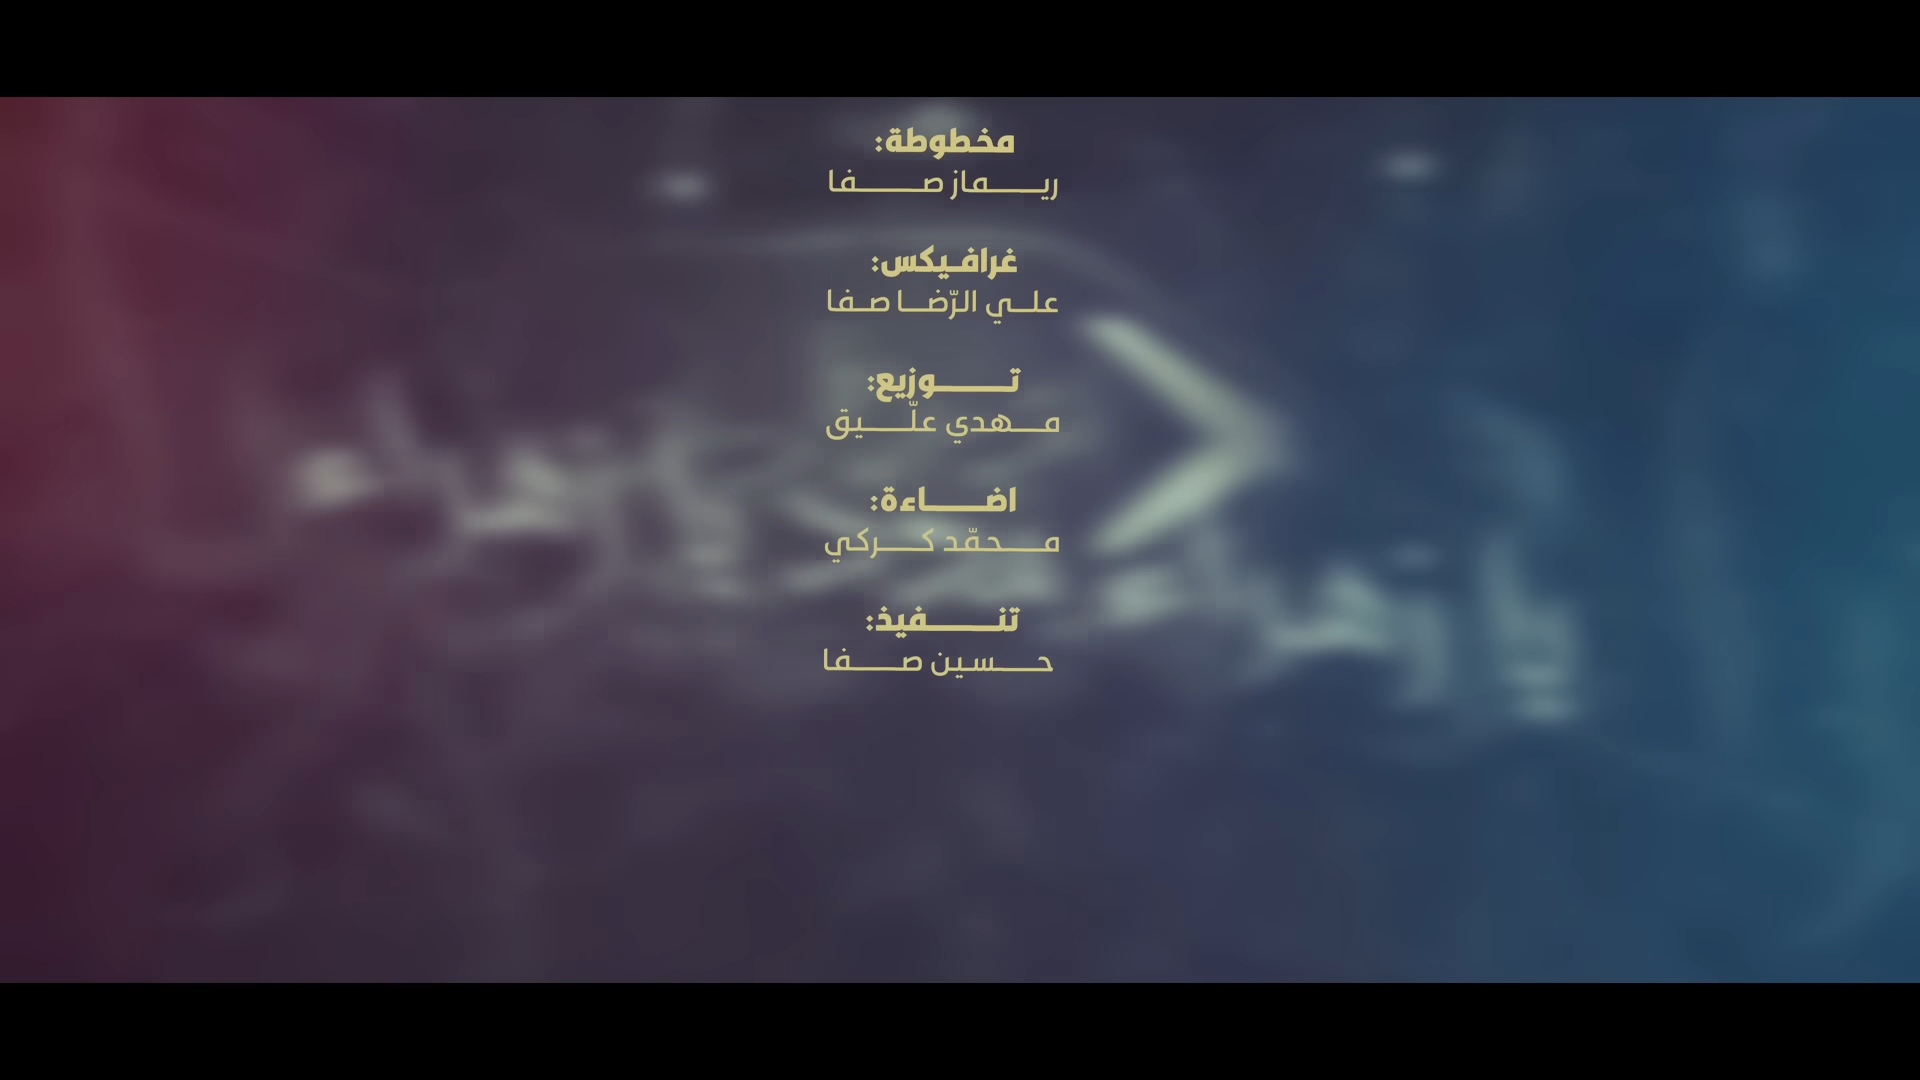 مخطوطة:
ريماز صفا
غرافيكس:
علي الرّضا صفا
توزيع:
مهدي علّيق
اضاءة:
محمّد كركي
تنفيذ:
حسين صفا